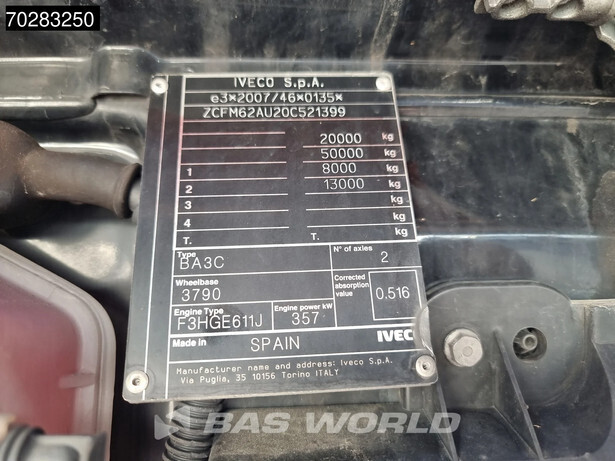 70283250
IVECO S.p.A.
e3*2007/46*0135*
ZCFM62AU20C521399
20000 kg
50000 kg
1 8000 kg
2 13000 kg
3 kg
4 kg
T. T. kg
Type BA3C N° of axles 2
Wheelbase 3790 Corrected absorption value 0.516
Engine Type F3HGE611J Engine power kW 357
Made in SPAIN IVECO
Manufacturer name and address: Iveco S.p.A.
Via Puglia, 35 10156 Torino ITALY
BAS WORLD